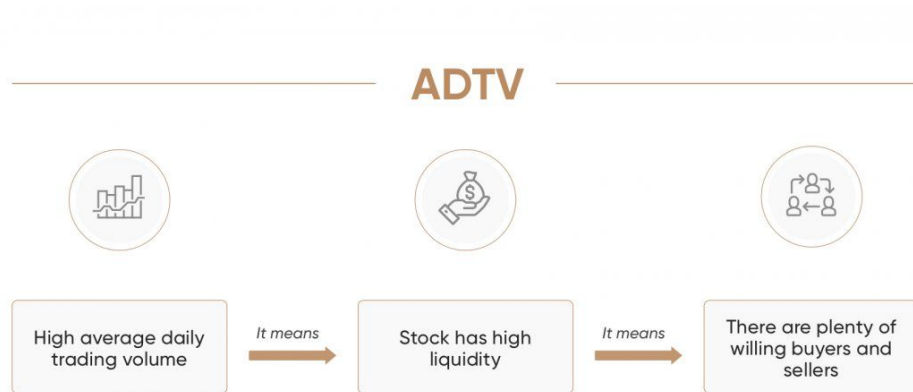 ADTV
$
High average daily
trading volume
It means
Stock has high
liquidity
It means
There are plenty of
willing buyers and
sellers